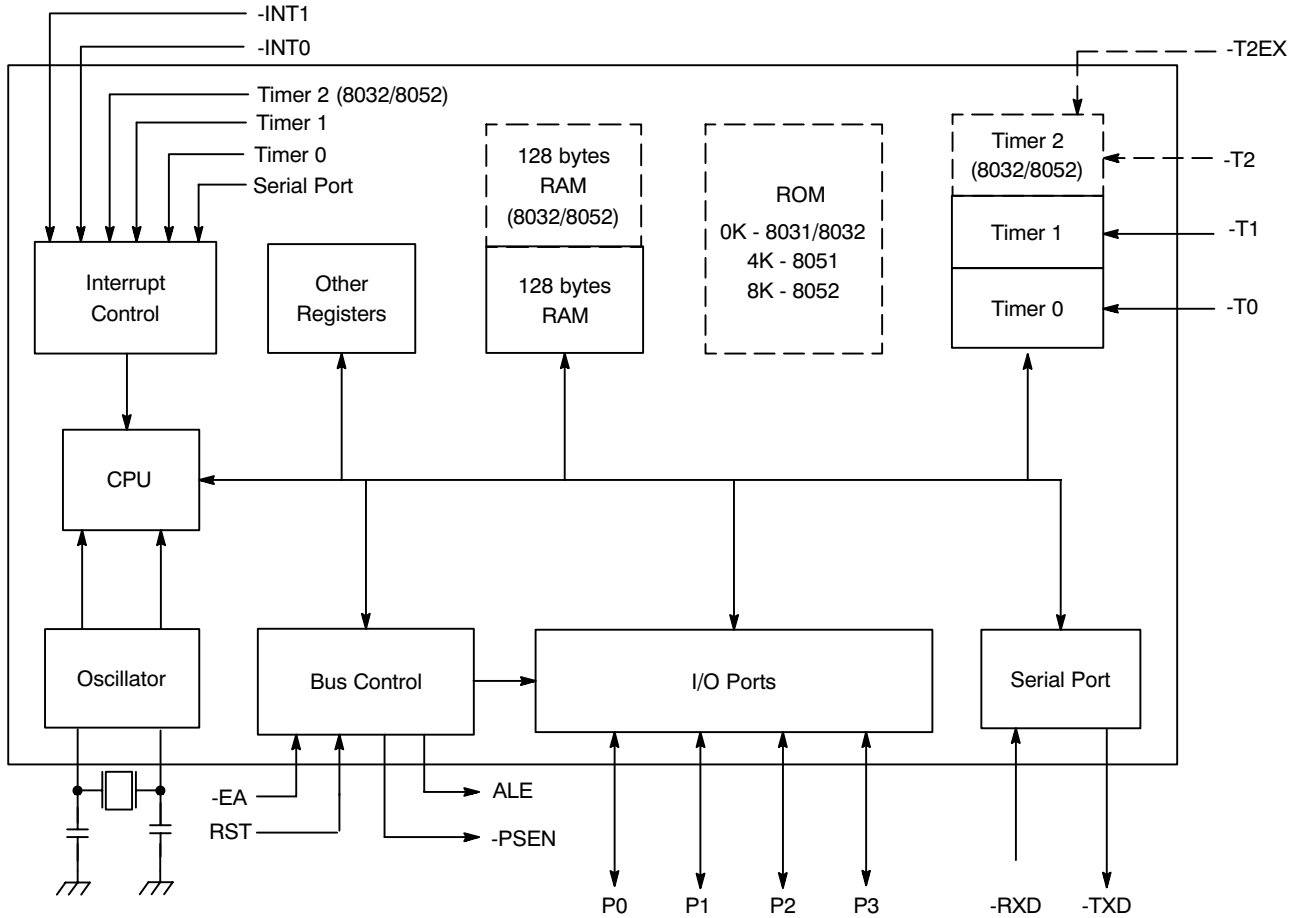 -INT1
-INT0
-T2EX
Timer 2 (8032/8052)
Timer 1
Timer 0
Serial Port
128 bytes
RAM
(8032/8052)
128 bytes
RAM
ROM
0K - 8031/8032
4K - 8051
8K - 8052
Timer 2
(8032/8052)
Timer 1
Timer 0
-T2
-T1
-T0
Interrupt
Control
Other
Registers
CPU
Oscillator
Bus Control
I/O Ports
Serial Port
-EA
RST
ALE
-PSEN
P0
P1
P2
P3
-RXD
-TXD